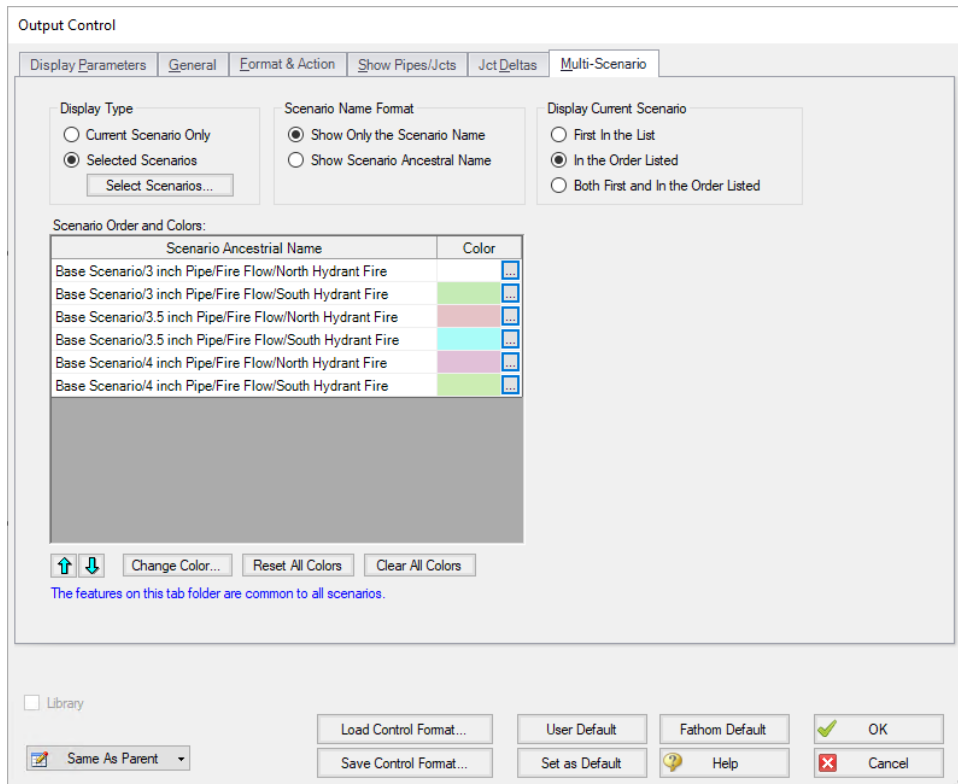 Output Control
Display Parameters
General
Format & Action
Show Pipes/Jcts
Jct Deltas
Multi-Scenario
Display Type
Current Scenario Only
Selected Scenarios
Select Scenarios...
Scenario Name Format
Show Only the Scenario Name
Show Scenario Ancestral Name
Display Current Scenario
First In the List
In the Order Listed
Both First and In the Order Listed
Scenario Order and Colors:
Scenario Ancestrial Name
Color
Base Scenario/3 inch Pipe/Fire Flow/North Hydrant Fire
...
Base Scenario/3 inch Pipe/Fire Flow/South Hydrant Fire
...
Base Scenario/3.5 inch Pipe/Fire Flow/North Hydrant Fire
...
Base Scenario/3.5 inch Pipe/Fire Flow/South Hydrant Fire
...
Base Scenario/4 inch Pipe/Fire Flow/North Hydrant Fire
...
Base Scenario/4 inch Pipe/Fire Flow/South Hydrant Fire
...
Change Color...
Reset All Colors
Clear All Colors
The features on this tab folder are common to all scenarios.
Library
Same As Parent
Load Control Format...
User Default
Fathom Default
OK
Save Control Format...
Set as Default
Help
Cancel